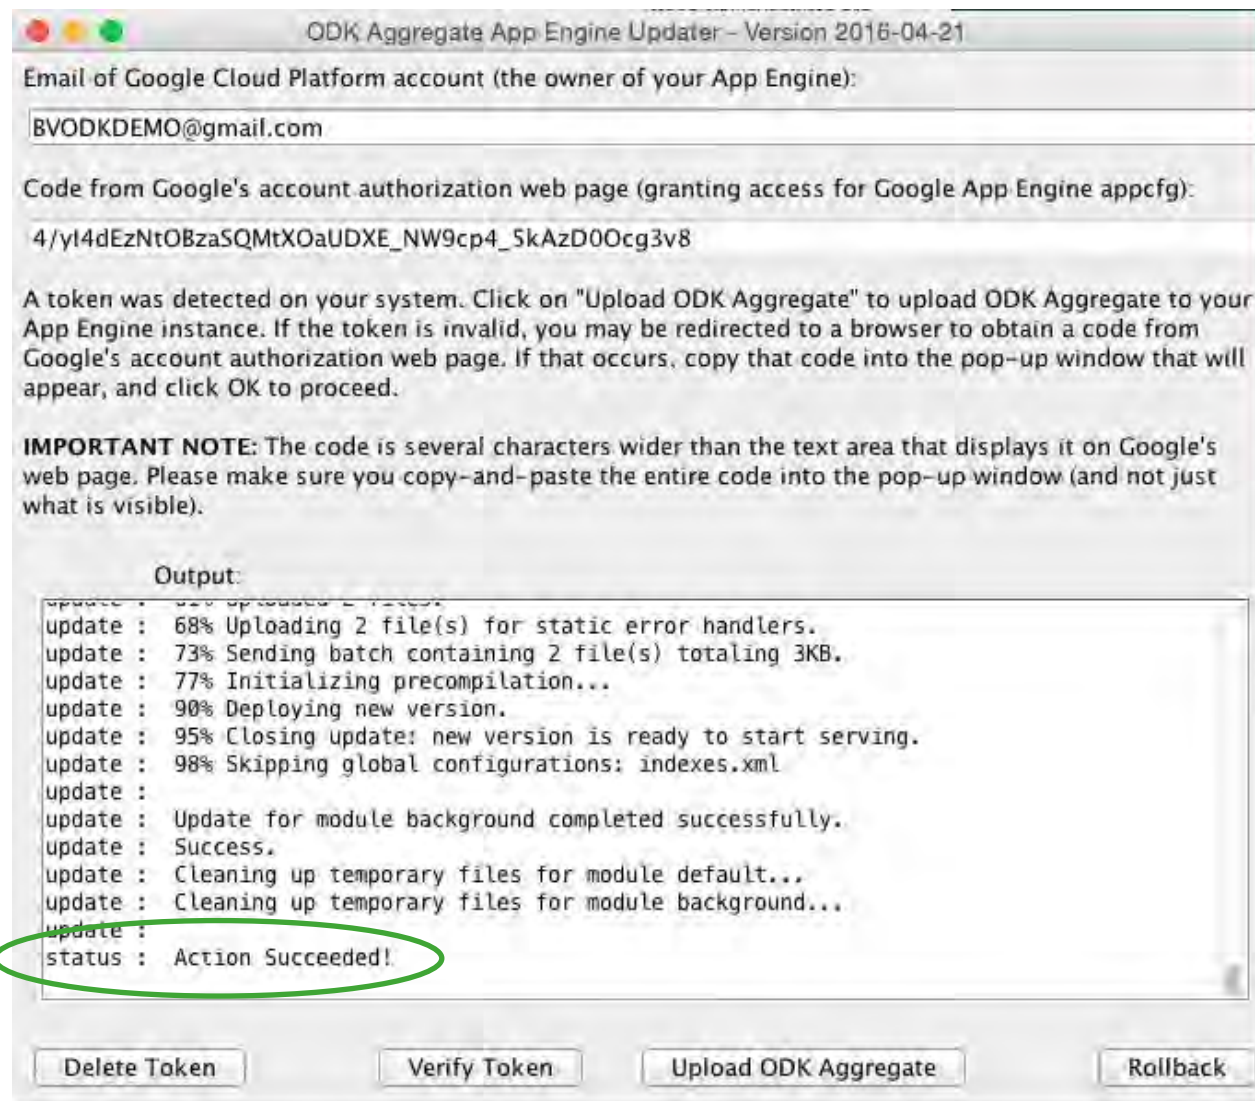 ODK Aggregate App Engine Updater - Version 2016-04-21
Email of Google Cloud Platform account (the owner of your App Engine):
BVODKDEMO@gmail.com
Code from Google's account authorization web page (granting access for Google App Engine appcfg):
4/yI4dEzNtOBzaSQMtXOaUDXE_NW9cp4_5kAzD0Ocg3v8
A token was detected on your system. Click on "Upload ODK Aggregate" to upload ODK Aggregate to your
App Engine instance. If the token is invalid, you may be redirected to a browser to obtain a code from
Google's account authorization web page. If that occurs, copy that code into the pop-up window that will
appear, and click OK to proceed.
IMPORTANT NOTE: The code is several characters wider than the text area that displays it on Google's
web page. Please make sure you copy-and-paste the entire code into the pop-up window (and not just
what is visible).
Output:
update : uploaded 2 files.
update : 68% Uploading 2 file(s) for static error handlers.
update : 73% Sending batch containing 2 file(s) totaling 3KB.
update : 77% Initializing precompilation...
update : 90% Deploying new version.
update : 95% Closing update: new version is ready to start serving.
update : 98% Skipping global configurations: indexes.xml
update :
update : Update for module background completed successfully.
update : Success.
update : Cleaning up temporary files for module default...
update : Cleaning up temporary files for module background...
update :
status : Action Succeeded!
Delete Token
Verify Token
Upload ODK Aggregate
Rollback